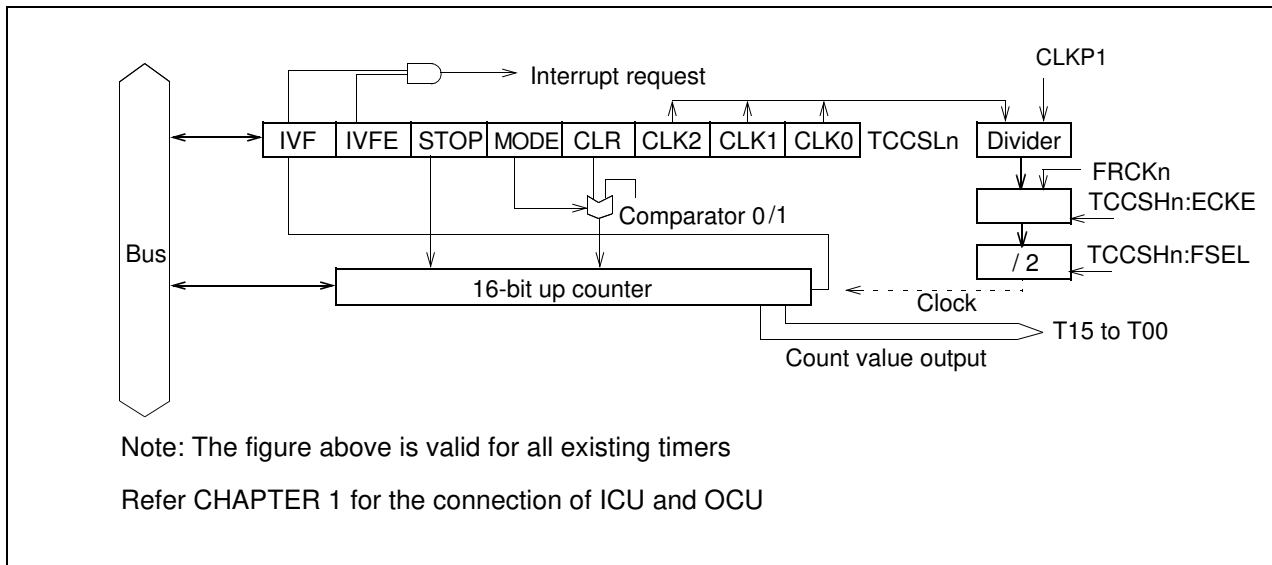 CLKP1
Interrupt request
IVF IVFE STOP MODE CLR CLK2 CLK1 CLK0 TCCSLn Divider
FRCKn
TCCSHn:ECKE
Comparator 0/1
Bus
TCCSHn:FSEL
/ 2
16-bit up counter
Clock
T15 to T00
Count value output
Note: The figure above is valid for all existing timers
Refer CHAPTER 1 for the connection of ICU and OCU